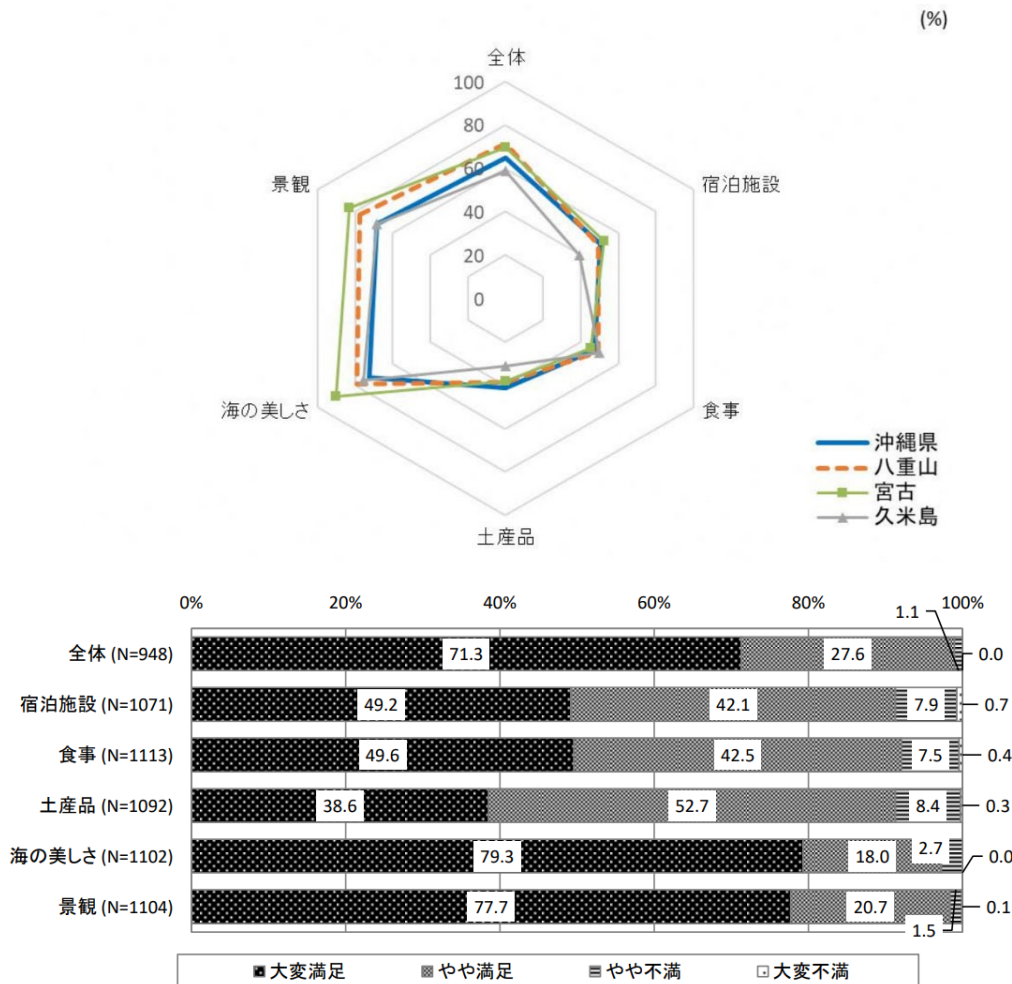 (%)
全体
100
80
60
40
20
0
景観
宿泊施設
海の美しさ
食事
土産品
沖縄県
八重山
宮古
久米島
0% 20% 40% 60% 80% 100%
全体 (N=948) 71.3 27.6 1.1 0.0
宿泊施設 (N=1071) 49.2 42.1 7.9 0.7
食事 (N=1113) 49.6 42.5 7.5 0.4
土産品 (N=1092) 38.6 52.7 8.4 0.3
海の美しさ (N=1102) 79.3 18.0 2.7 0.0
景観 (N=1104) 77.7 20.7 1.5 0.1
大変満足 やや満足 やや不満 大変不満